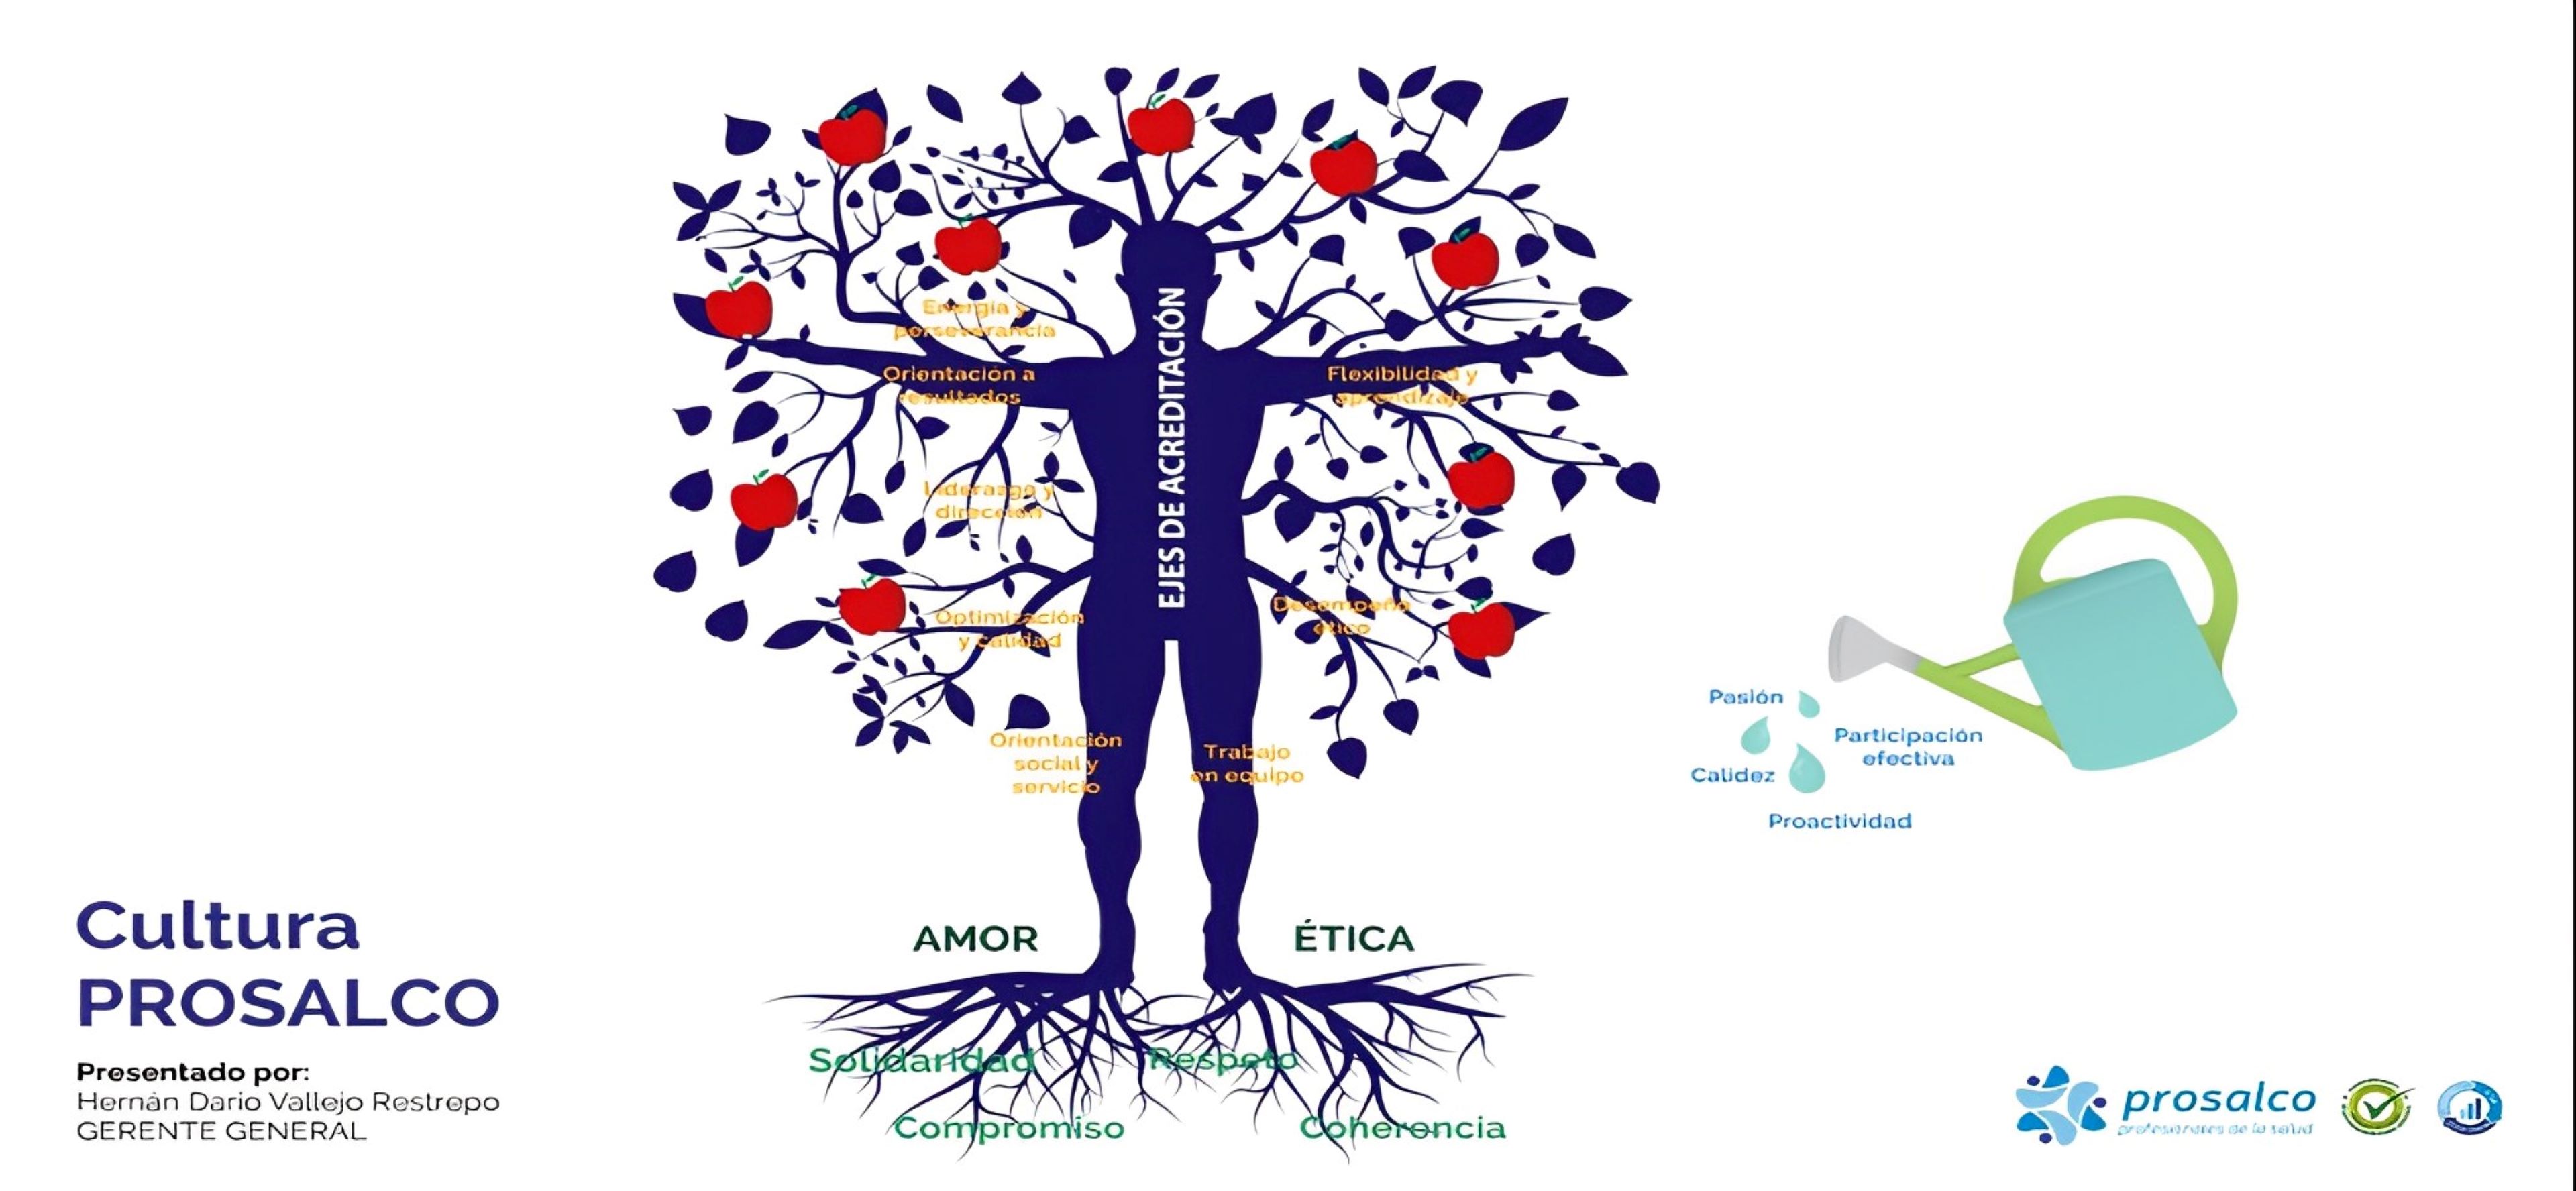 EJES DE ACREDITACIÓN
Energía y
perseverancia
Orientación a
resultados
Flexibilidad y
aprendizaje
Liderazgo y
dirección
Optimización
y calidad
Desempeño
ético
Orientación
social y
servicio
Trabajo
en equipo
Pasión
Participación
efectiva
Calidez
Proactividad
AMOR
ÉTICA
Solidaridad
Respeto
Compromiso
Coherencia
Cultura
PROSALCO
Presentado por:
Hernán Darío Vallejo Restrepo
GERENTE GENERAL
prosalco
profesionales de la salud